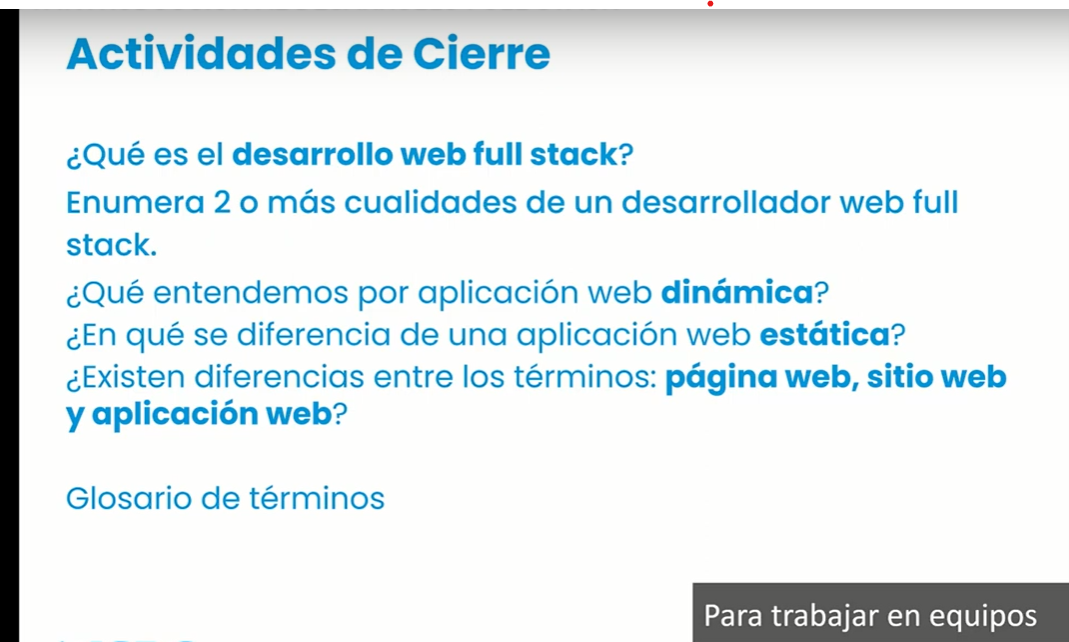 Actividades de Cierre
¿Qué es el desarrollo web full stack?
Enumera 2 o más cualidades de un desarrollador web full
stack.
¿Qué entendemos por aplicación web dinámica?
¿En qué se diferencia de una aplicación web estática?
¿Existen diferencias entre los términos: página web, sitio web
y aplicación web?
Glosario de términos
Para trabajar en equipos